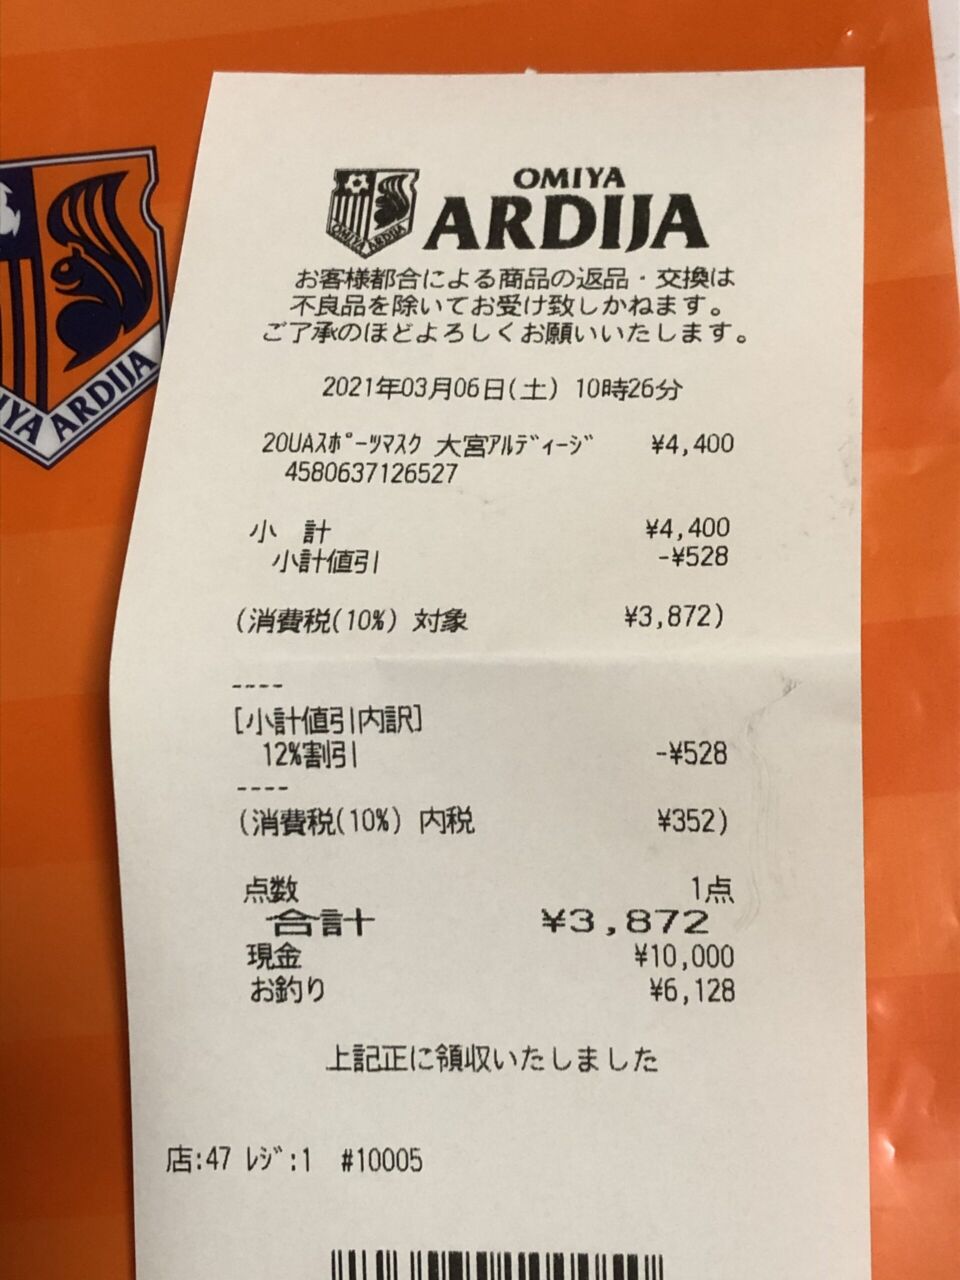 OMIYA
ARDIJA
OMIYA ARDIJA
お客様都合による商品の返品・交換は
不良品を除いてお受け致しかねます。
ご了承のほどよろしくお願いいたします。
2021年03月06日(土) 10時26分
20UAｽﾎﾟｰﾂﾏｽｸ 大宮ｱﾙﾃﾞｨｰｼﾞ ¥4,400
4580637126527
小 計 ¥4,400
小計値引 -¥528
(消費税(10%) 対象 ¥3,872)
----
[小計値引内訳]
12%割引 -¥528
----
(消費税(10%) 内税 ¥352)
点数 1点
合計 ¥3,872
現金 ¥10,000
お釣り ¥6,128
上記正に領収いたしました
店:47 ﾚｼﾞ:1 #10005
IYA ARDIJA